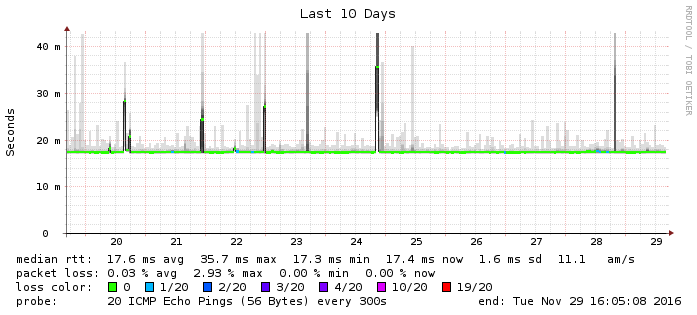 Last 10 Days
RRDTOOL / TOBI OETIKER
Seconds
40 m
30 m
20 m
10 m
0
20 21 22 23 24 25 26 27 28 29
median rtt: 17.6 ms avg 35.7 ms max 17.3 ms min 17.4 ms now 1.6 ms sd 11.1 am/s
packet loss: 0.03 % avg 2.93 % max 0.00 % min 0.00 % now
loss color: 0 1/20 2/20 3/20 4/20 10/20 19/20
probe: 20 ICMP Echo Pings (56 Bytes) every 300s end: Tue Nov 29 16:05:08 2016